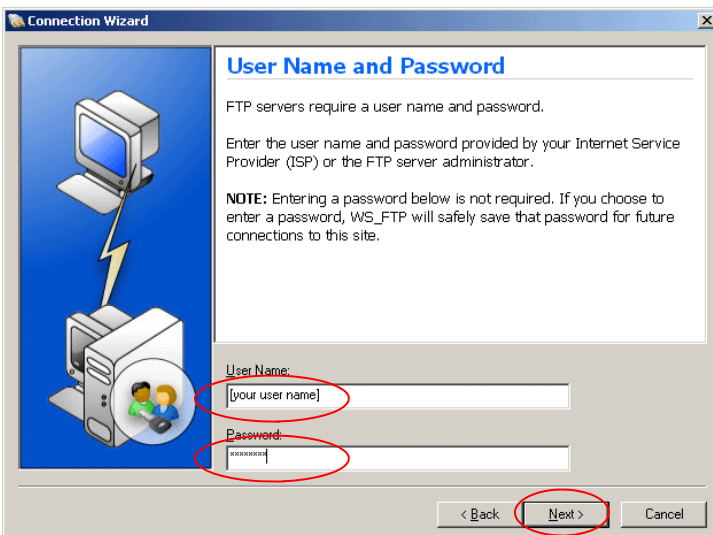 Connection Wizard
User Name and Password
FTP servers require a user name and password.
Enter the user name and password provided by your Internet Service
Provider (ISP) or the FTP server administrator.
NOTE: Entering a password below is not required. If you choose to
enter a password, WS_FTP will safely save that password for future
connections to this site.
User Name:
[your user name]
Password:
********
< Back Next > Cancel